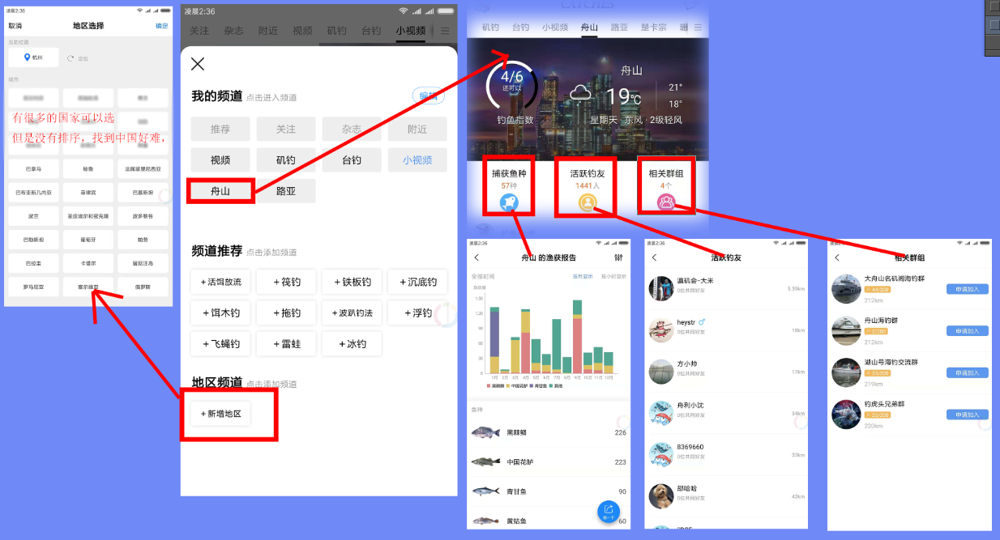 凌晨2:36
取消 地区选择 确定
当前位置
杭州 定位
城市
有很多的国家可以选
但是没有排序，找到中国好难，
巴拿马 秘鲁 法属玻里尼西亚
巴布亚新几内亚 菲律宾 巴基斯坦
波兰 圣皮埃尔和密克隆 波多黎各
巴勒斯坦 葡萄牙 帕劳
巴拉圭 卡塔尔 留尼汪岛
罗马尼亚 塞尔维亚 俄罗斯
凌晨2:36
关注 杂志 附近 视频 矶钓 台钓 小视频
我的频道 点击进入频道 编辑
推荐 关注 杂志 附近
视频 矶钓 台钓 小视频
舟山 路亚
频道推荐 点击添加频道
+活饵放流 +筏钓 +铁板钓 +沉底钓
+饵木钓 +拖钓 +波趴钓法 +浮钓
+飞蝇钓 +雷蛙 +冰钓
地区频道 点击添加频道
+新增地区
CATCHES
矶钓 台钓 小视频 舟山 路亚 楚卡宗
4/6
还可以
钓鱼指数
舟山
19℃
21°
18°
星期天 · 东风 · 2级轻风
捕获鱼种 活跃钓友 相关群组
57种 1441人 4个
凌晨2:36
舟山 的渔获报告
全部时间 按月显示 按小时显示
150
120
90
60
30
0
1月 2月 3月 4月 5月 6月 7月 8月 9月 10月 11月 12月
黑棘鲷 中国花鲈 青甘鱼 其他
鱼种
黑棘鲷 226
中国花鲈 223
青甘鱼 90
黄姑鱼 60
凌晨2:36
活跃钓友
滇矶会-大米
0位共同好友
5.39km
heystr ♂
0位共同好友
18km
方小帅
0位共同好友
17km
舟利小沈
0位共同好友
34km
8369660
0位共同好友
33km
邵哈哈
0位共同好友
42km
凌晨2:36
相关群组
大舟山名矶阁海钓群
44/200
212km
申请加入
舟山海钓群
2/200
212km
申请加入
湖山号海钓交流群
23/200
219km
申请加入
钓虎头兄弟群
23/200
220km
申请加入